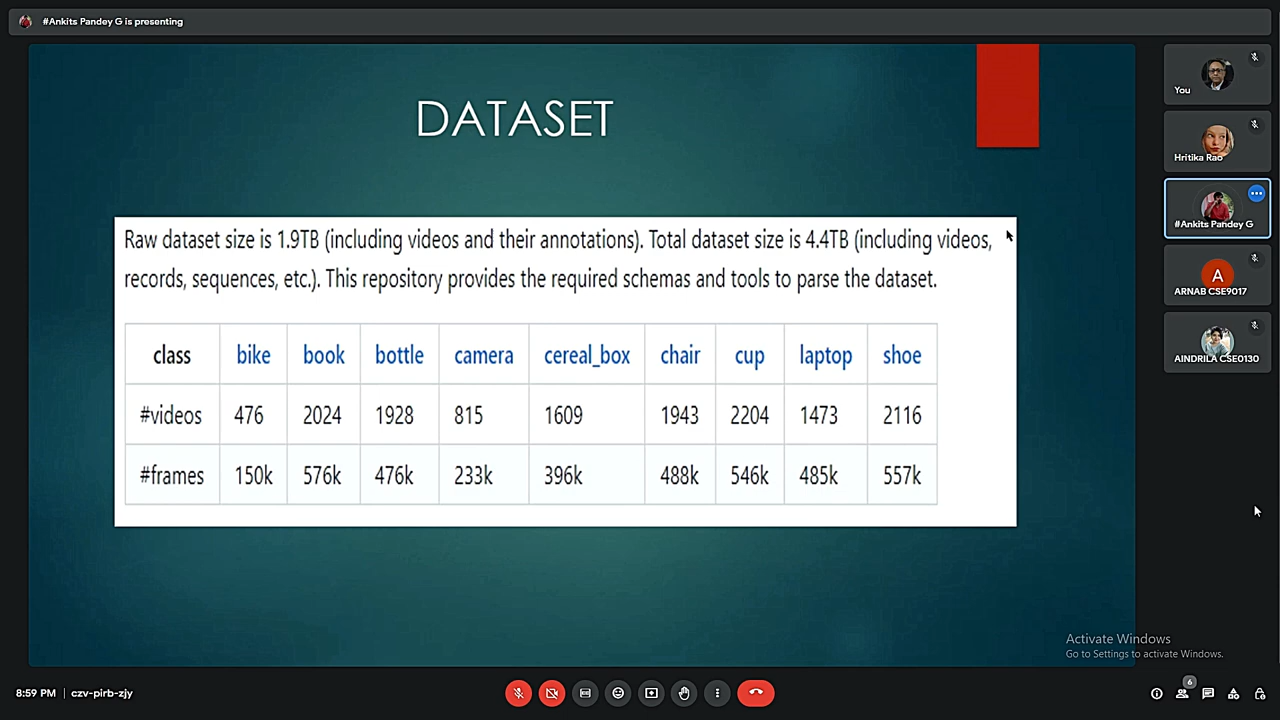 #Ankits Pandey G is presenting
DATASET
Raw dataset size is 1.9TB (including videos and their annotations). Total dataset size is 4.4TB (including videos,
records, sequences, etc.). This repository provides the required schemas and tools to parse the dataset.
class bike book bottle camera cereal_box chair cup laptop shoe
#videos 476 2024 1928 815 1609 1943 2204 1473 2116
#frames 150k 576k 476k 233k 396k 488k 546k 485k 557k
You
Hritika Rao
#Ankits Pandey G
A
ARNAB CSE9017
AINDRILA CSE0130
Activate Windows
Go to Settings to activate Windows.
8:59 PM | czv-pirb-zjy
6